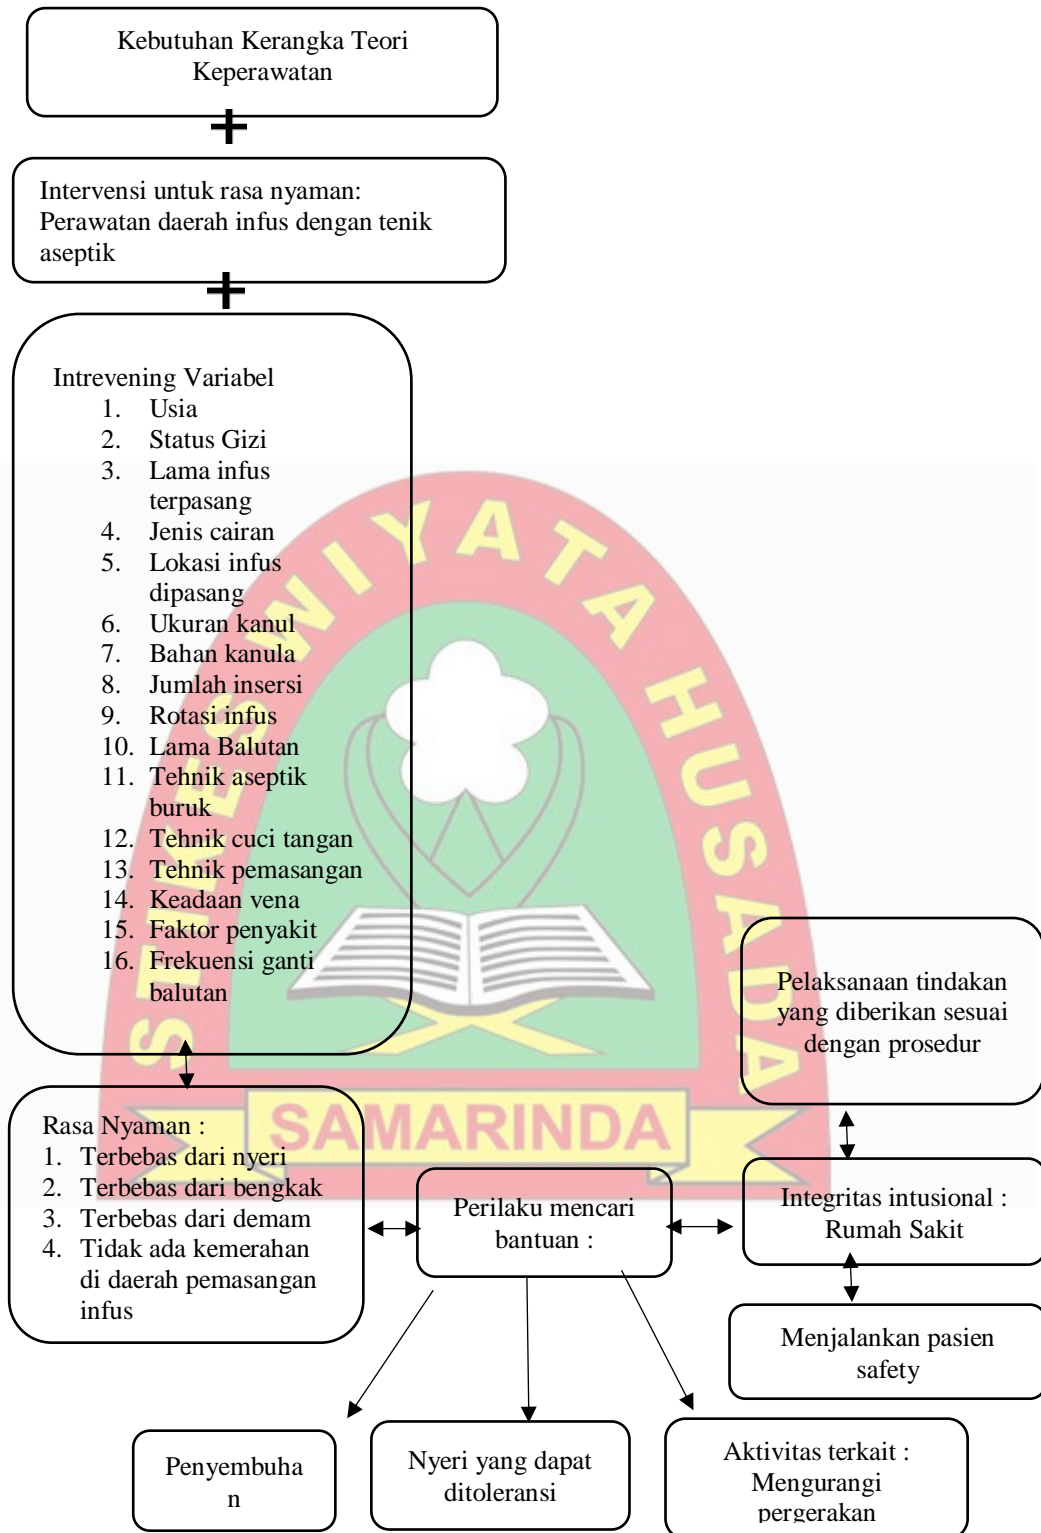 Kebutuhan Kerangka Teori
Keperawatan
Intervensi untuk rasa nyaman:
Perawatan daerah infus dengan tenik
aseptik
Intrevening Variabel
1. Usia
2. Status Gizi
3. Lama infus
terpasang
4. Jenis cairan
5. Lokasi infus
dipasang
6. Ukuran kanul
7. Bahan kanula
8. Jumlah insersi
9. Rotasi infus
10. Lama Balutan
11. Tehnik aseptik
buruk
12. Tehnik cuci tangan
13. Tehnik pemasangan
14. Keadaan vena
15. Faktor penyakit
16. Frekuensi ganti
balutan
STIKES WIYATA HUSADA
SAMARINDA
Pelaksanaan tindakan
yang diberikan sesuai
dengan prosedur
Rasa Nyaman :
1. Terbebas dari nyeri
2. Terbebas dari bengkak
3. Terbebas dari demam
4. Tidak ada kemerahan
di daerah pemasangan
infus
Perilaku mencari
bantuan :
Integritas intusional :
Rumah Sakit
Menjalankan pasien
safety
Penyembuha
n
Nyeri yang dapat
ditoleransi
Aktivitas terkait :
Mengurangi
pergerakan